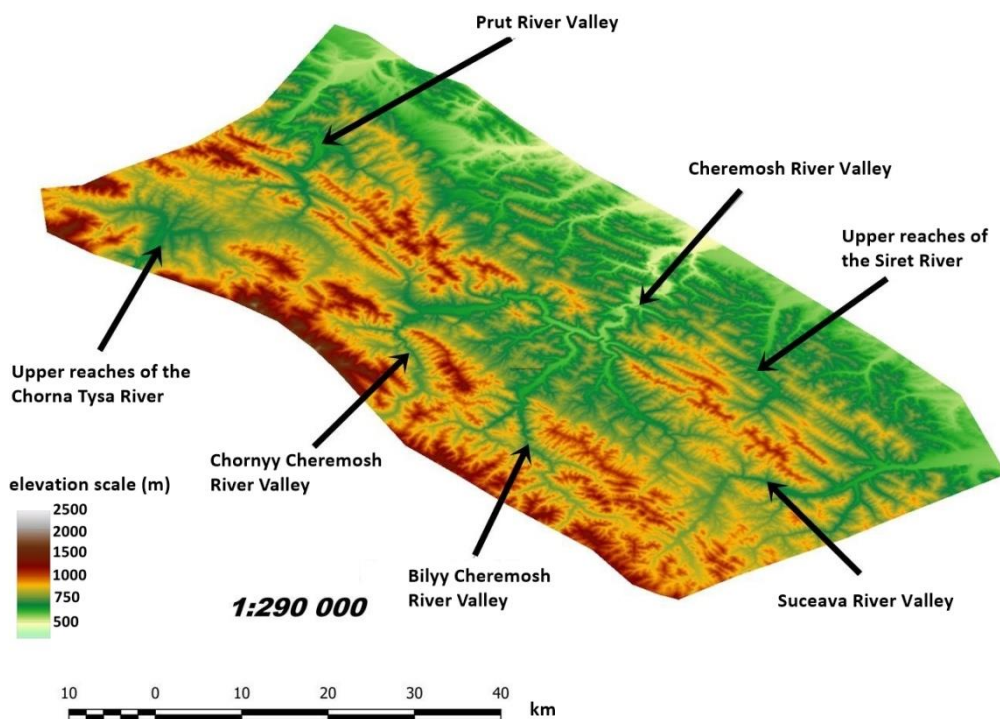 Prut River Valley
Cheremosh River Valley
Upper reaches of
the Siret River
Upper reaches of the
Chorna Tysa River
Chornyy Cheremosh
River Valley
Bilyy Cheremosh
River Valley
Suceava River Valley
elevation scale (m)
2500
2000
1500
1000
750
500
1:290 000
10 0 10 20 30 40 km